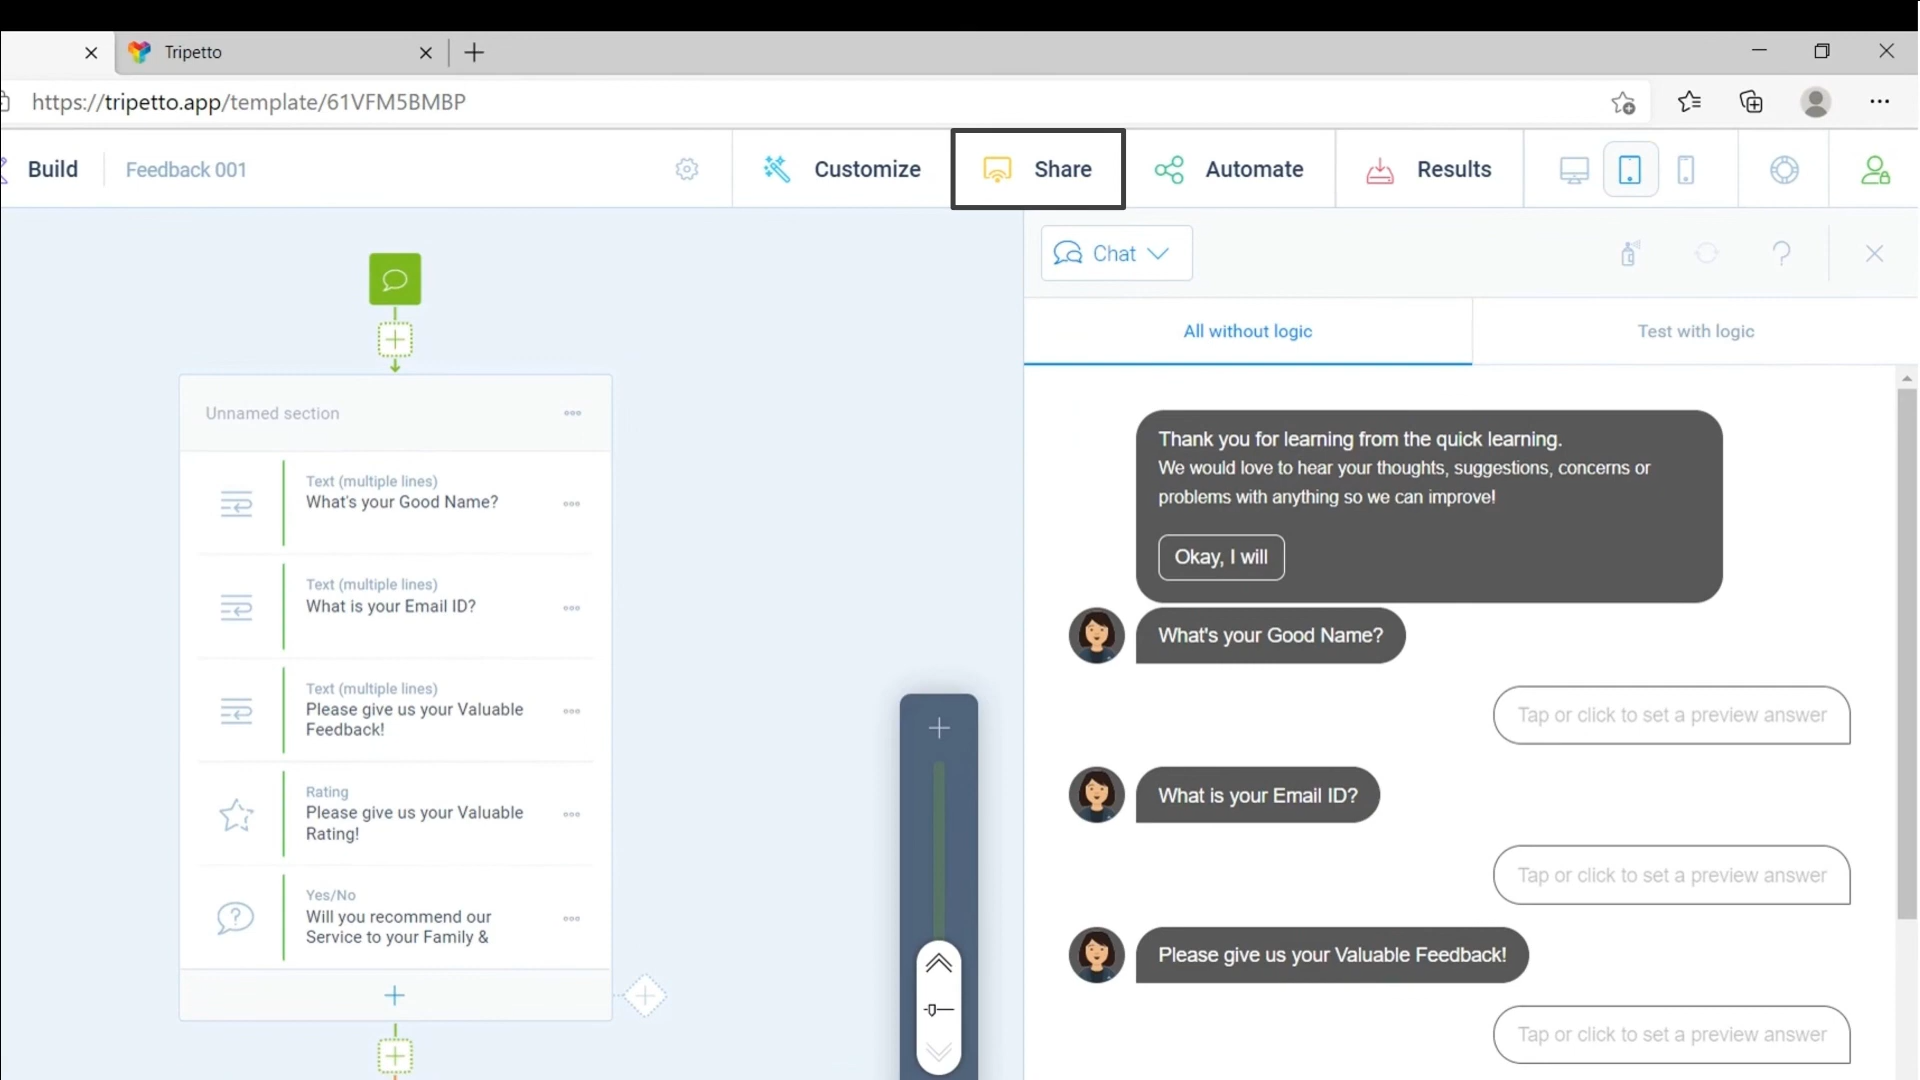 Tripetto
https://tripetto.app/template/61VFM5BMBP
Build
Feedback 001
Customize
Share
Automate
Results
Chat
All without logic
Test with logic
Unnamed section
Text (multiple lines)
What's your Good Name?
Text (multiple lines)
What is your Email ID?
Text (multiple lines)
Please give us your Valuable
Feedback!
Rating
Please give us your Valuable
Rating!
Yes/No
Will you recommend our
Service to your Family &
Thank you for learning from the quick learning.
We would love to hear your thoughts, suggestions, concerns or
problems with anything so we can improve!
Okay, I will
What's your Good Name?
Tap or click to set a preview answer
What is your Email ID?
Tap or click to set a preview answer
Please give us your Valuable Feedback!
Tap or click to set a preview answer